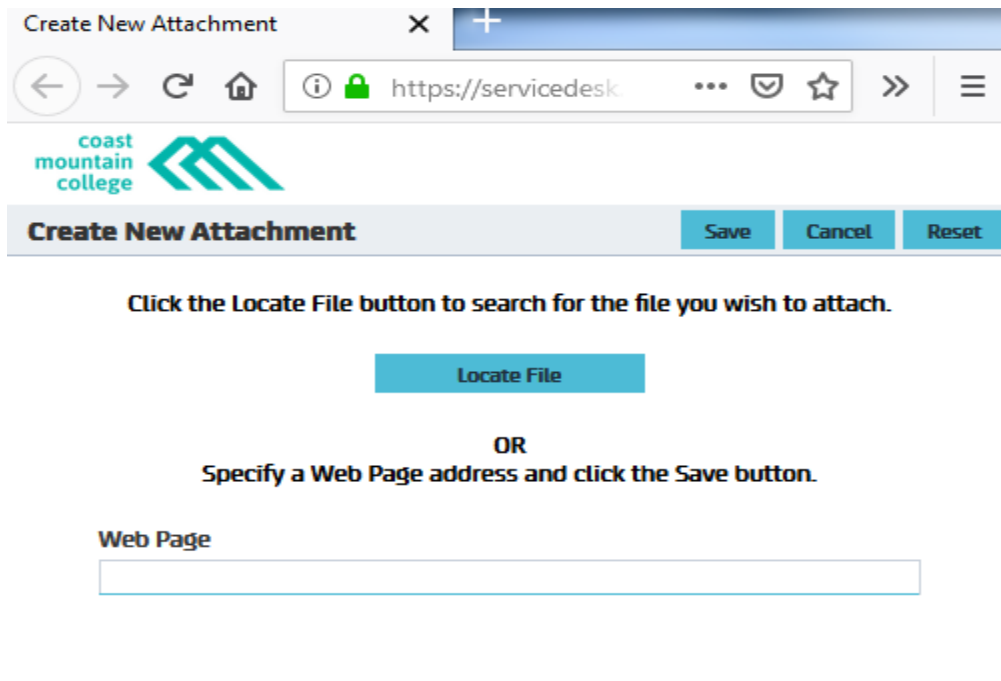 Create New Attachment
https://servicedesk.
coast
mountain
college
Create New Attachment
Save Cancel Reset
Click the Locate File button to search for the file you wish to attach.
Locate File
OR
Specify a Web Page address and click the Save button.
Web Page